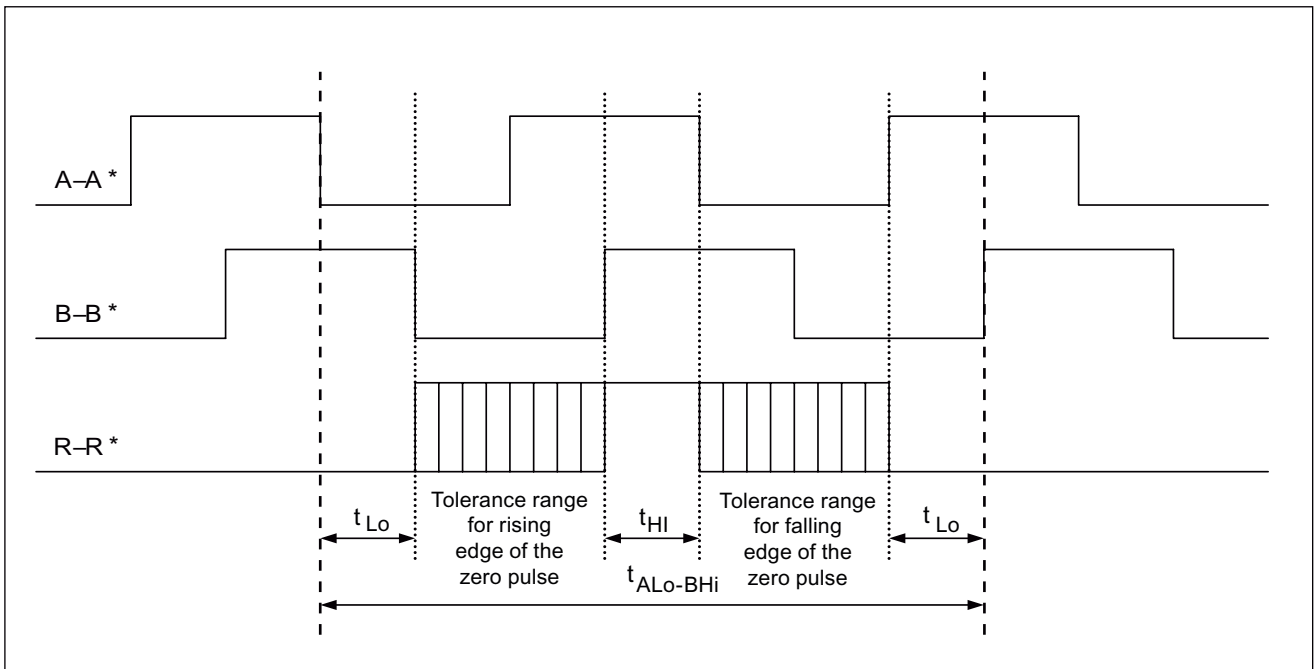 A–A*
B–B*
R–R*
t Lo
Tolerance range
for rising
edge of the
zero pulse
t HI
Tolerance range
for falling
edge of the
zero pulse
t Lo
t ALo-BHi